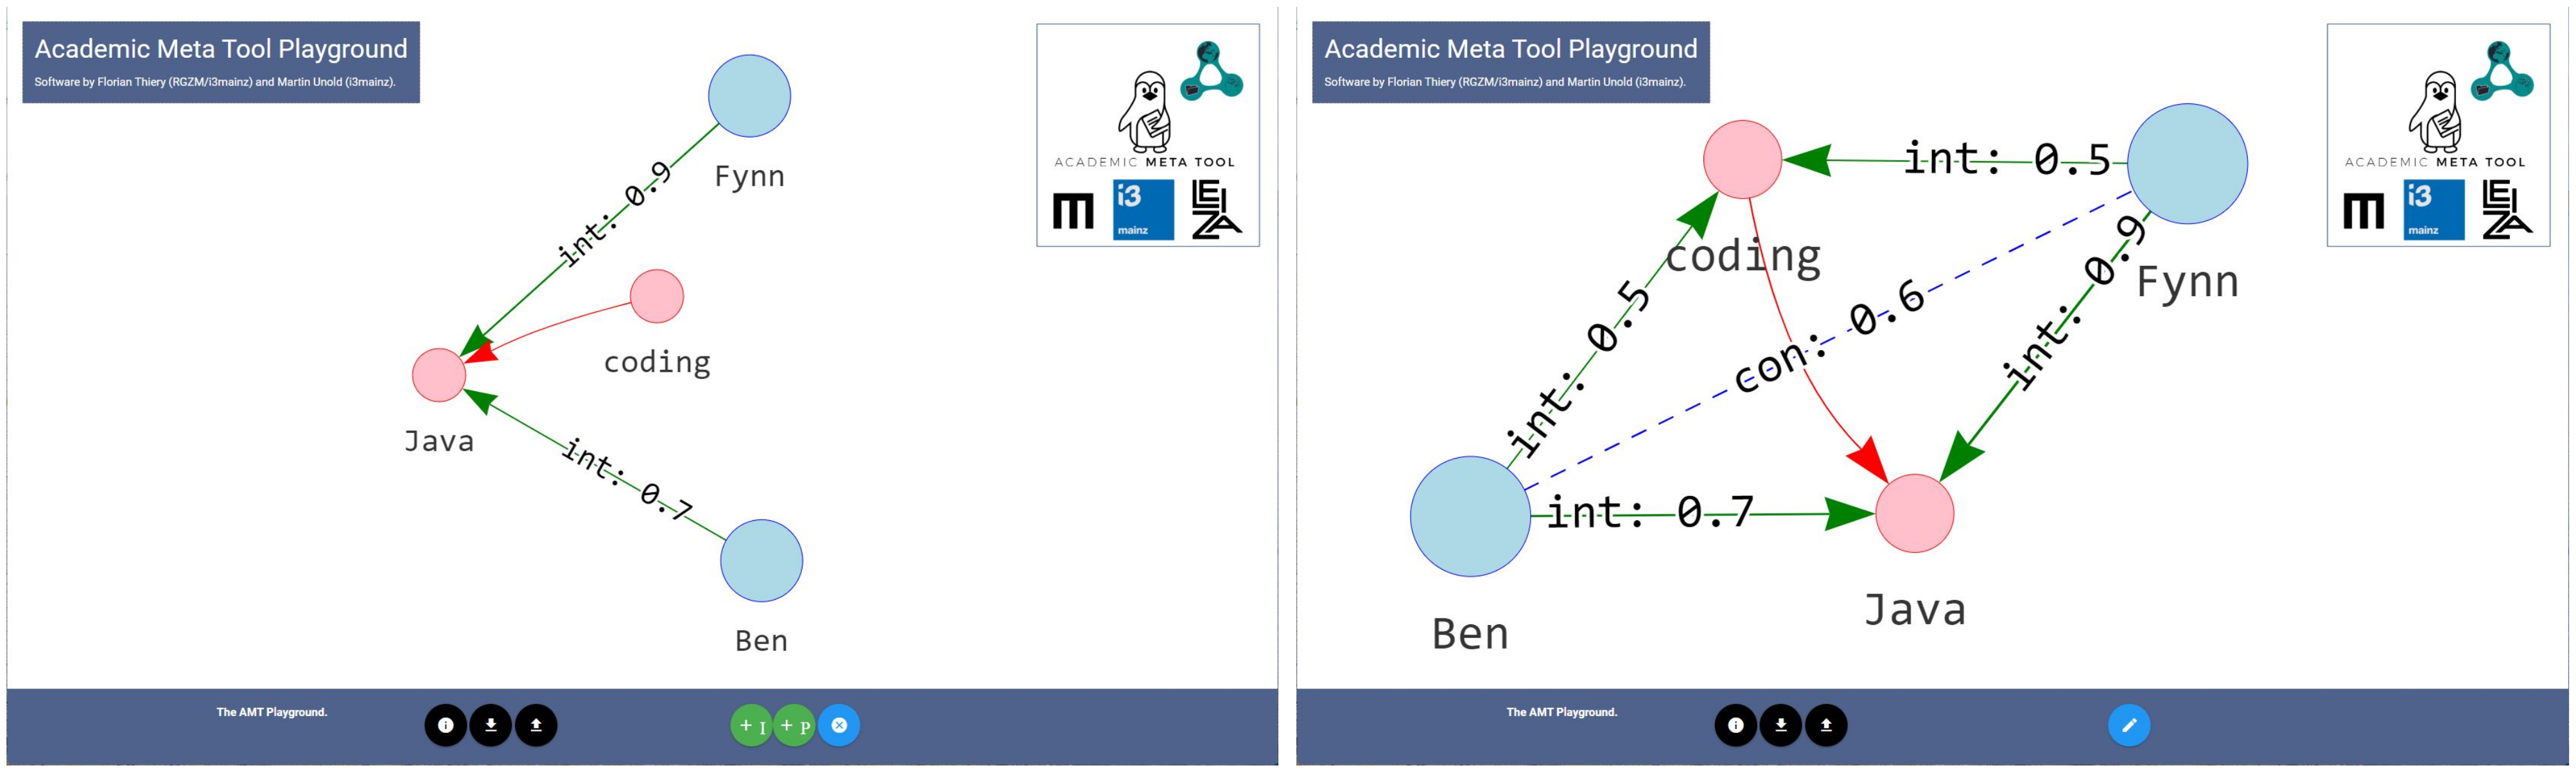 Academic Meta Tool Playground
Software by Florian Thiery (RGZM/i3mainz) and Martin Unold (i3mainz).
Fynn
int: 0.9
coding
Java
int: 0.7
Ben
ACADEMIC META TOOL
i3
mainz
LEIZA
The AMT Playground.
+ I
+ P
Academic Meta Tool Playground
Software by Florian Thiery (RGZM/i3mainz) and Martin Unold (i3mainz).
int: 0.5
coding
Fynn
int: 0.5
con: 0.6
int: 0.9
int: 0.7
Java
Ben
ACADEMIC META TOOL
i3
mainz
LEIZA
The AMT Playground.